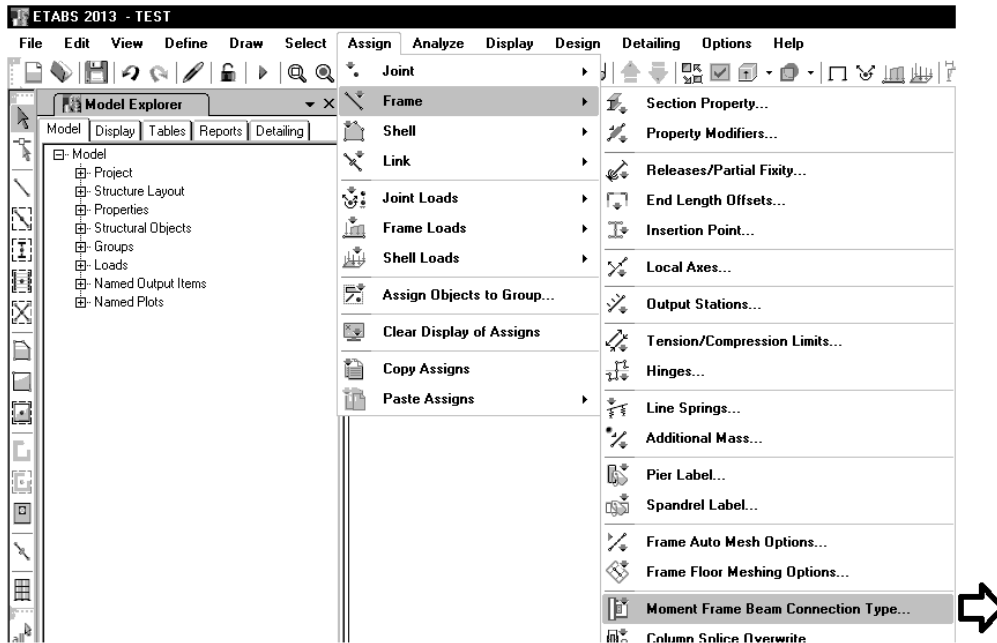 ETABS 2013 - TEST
File Edit View Define Draw Select Assign Analyze Display Design Detailing Options Help
Model Explorer
Model Display Tables Reports Detailing
Model
Project
Structure Layout
Properties
Structural Objects
Groups
Loads
Named Output Items
Named Plots
Joint
Frame
Shell
Link
Joint Loads
Frame Loads
Shell Loads
Assign Objects to Group...
Clear Display of Assigns
Copy Assigns
Paste Assigns
Section Property...
Property Modifiers...
Releases/Partial Fixity...
End Length Offsets...
Insertion Point...
Local Axes...
Output Stations...
Tension/Compression Limits...
Hinges...
Line Springs...
Additional Mass...
Pier Label...
Spandrel Label...
Frame Auto Mesh Options...
Frame Floor Meshing Options...
Moment Frame Beam Connection Type...
Column Splice Overwrite
all